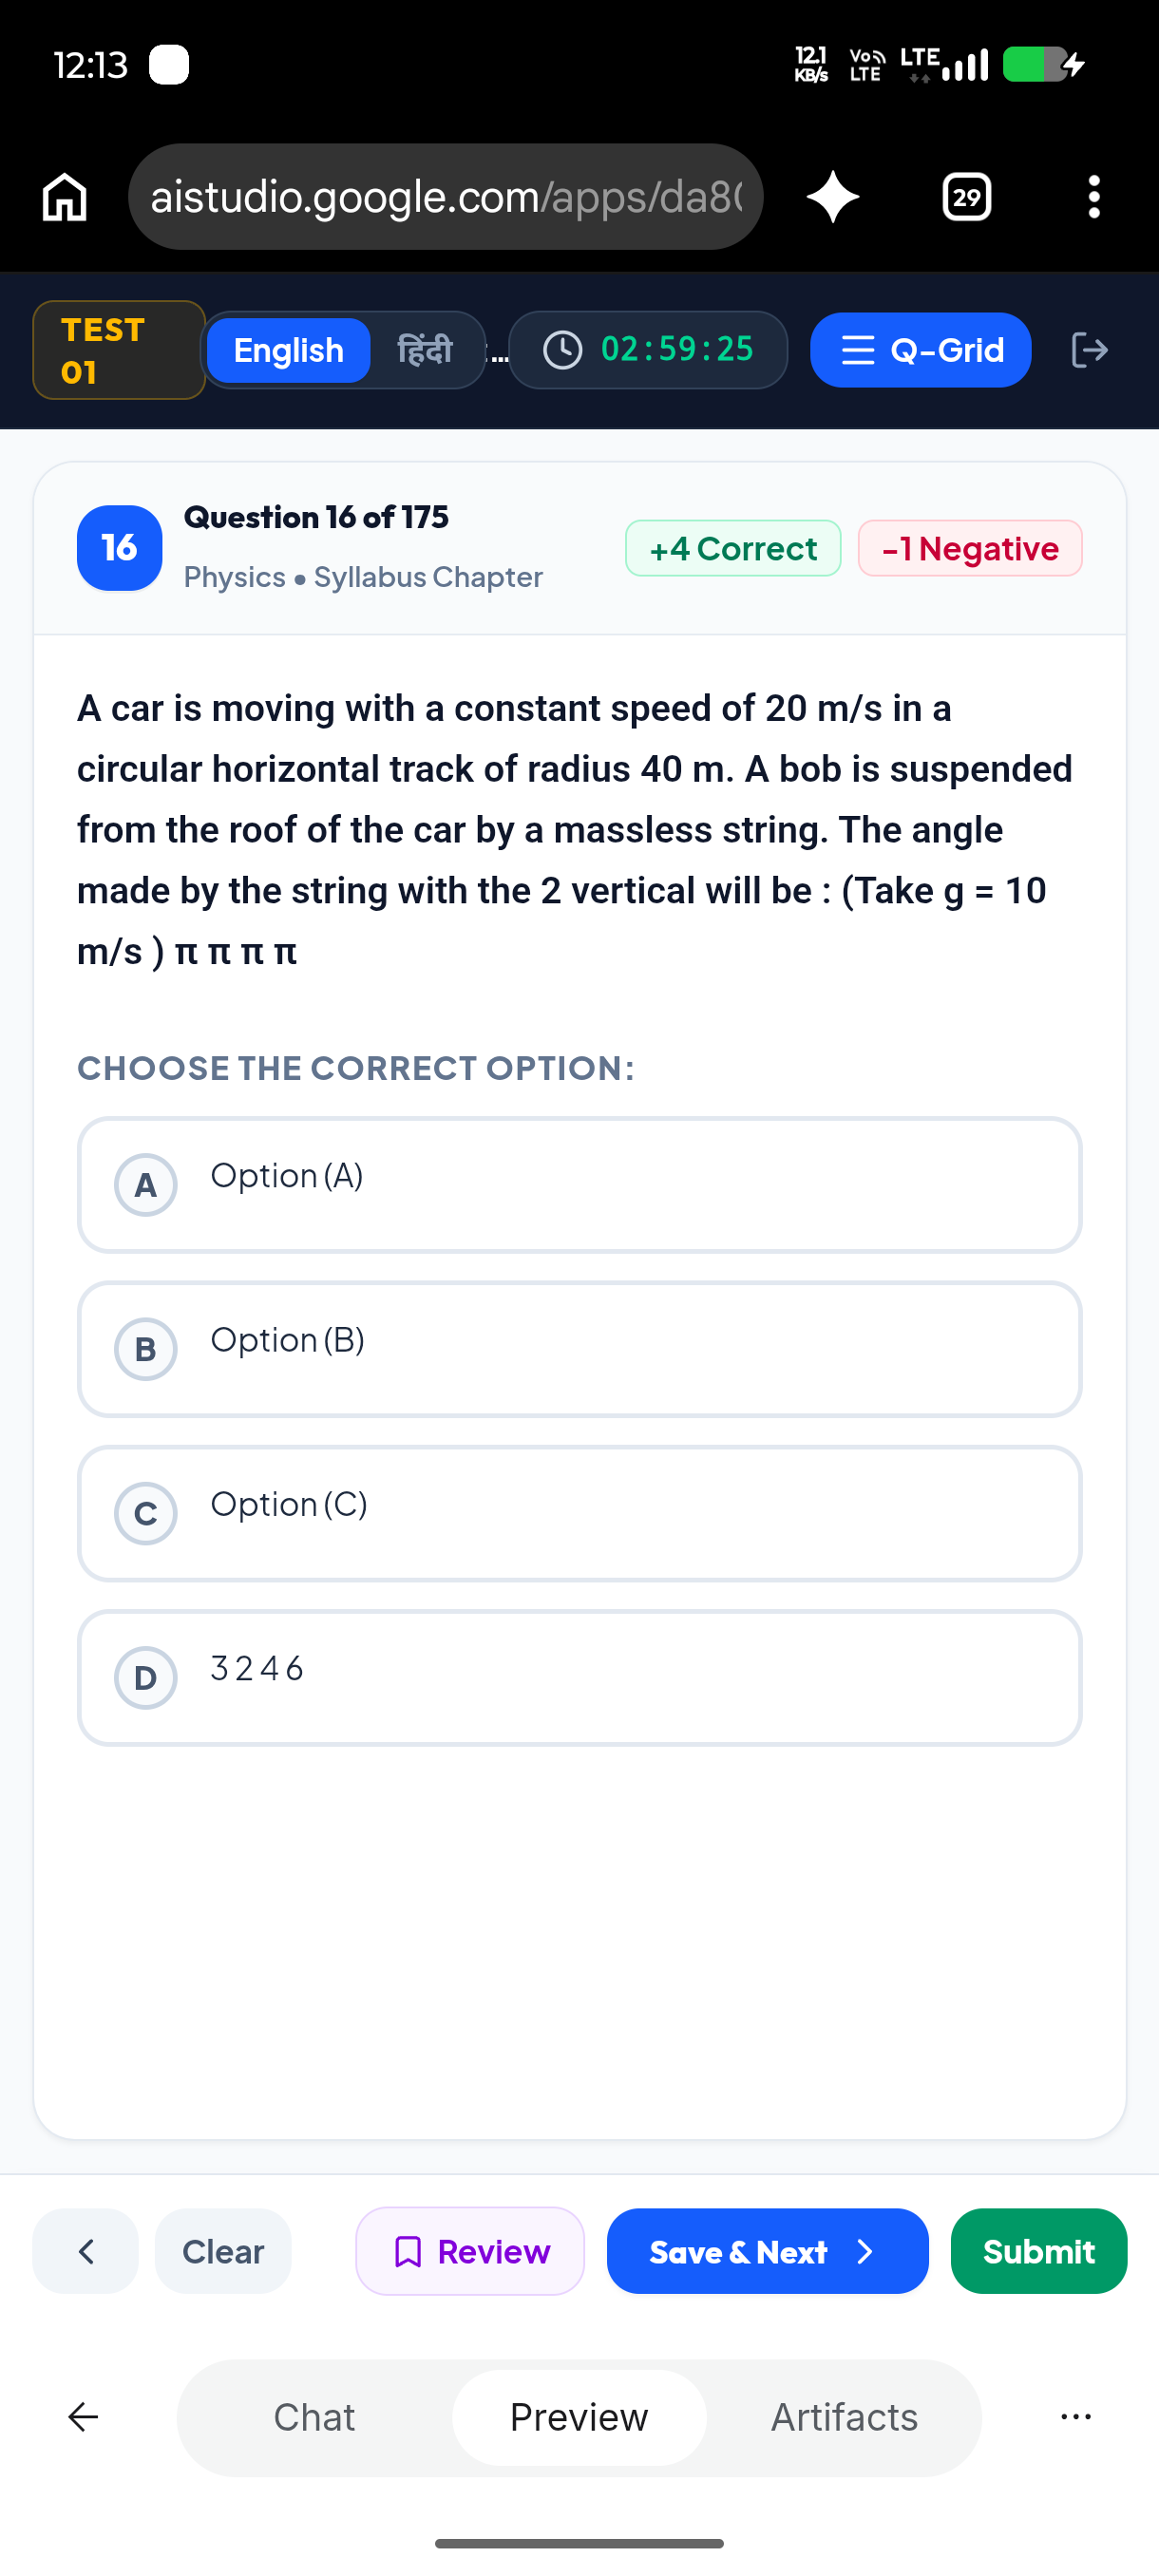 12:13
12.1 KB/s
Vo LTE
LTE
aistudio.google.com/apps/da8
29
TEST 01
English
हिंदी
02:59:25
Q-Grid
16
Question 16 of 175
Physics • Syllabus Chapter
+4 Correct
-1 Negative
A car is moving with a constant speed of 20 m/s in a
circular horizontal track of radius 40 m. A bob is suspended
from the roof of the car by a massless string. The angle
made by the string with the 2 vertical will be : (Take g = 10
m/s ) π π π π
CHOOSE THE CORRECT OPTION:
A Option (A)
B Option (B)
C Option (C)
D 3 2 4 6
Clear
Review
Save & Next
Submit
Chat
Preview
Artifacts